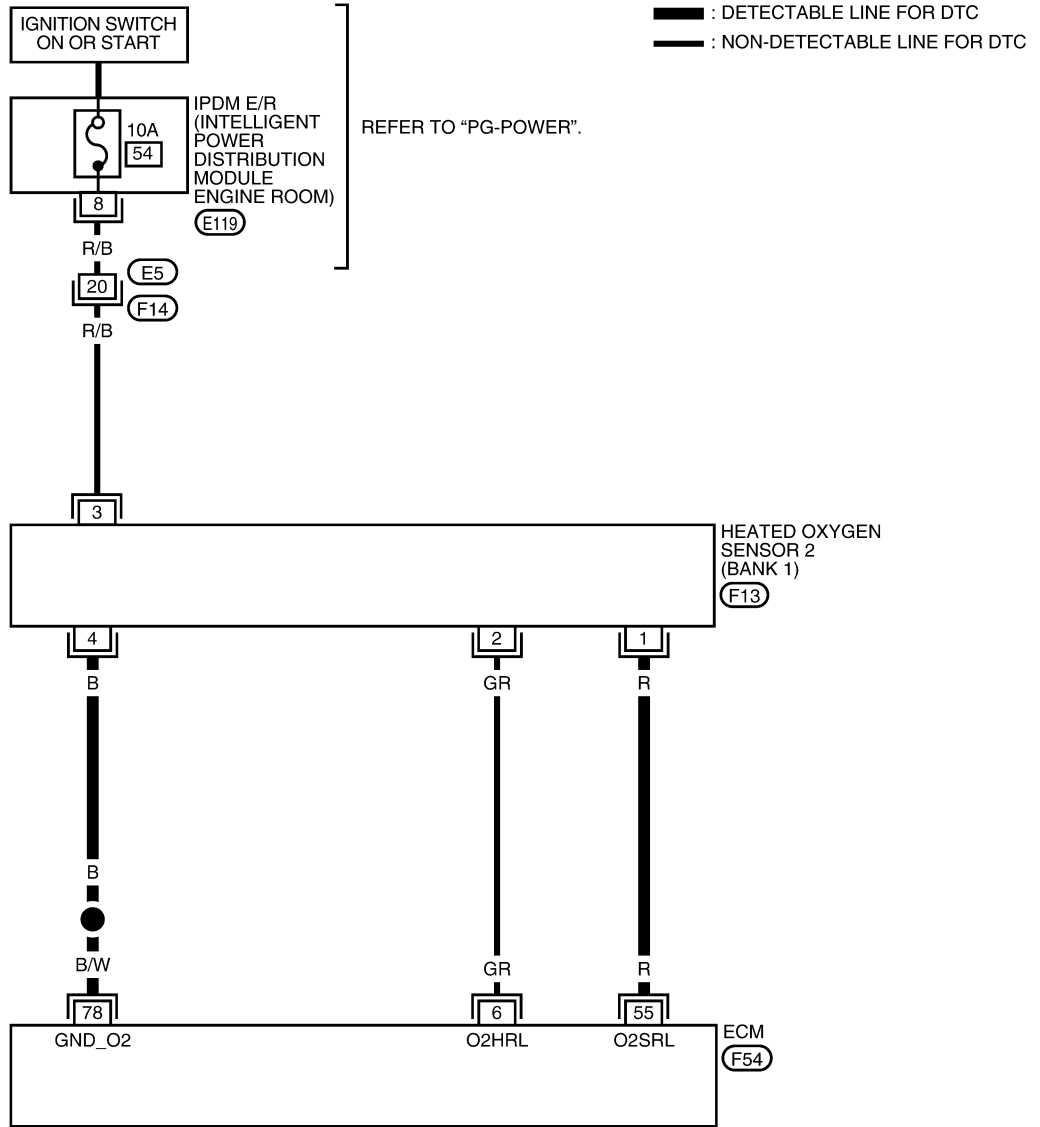 IGNITION SWITCH
ON OR START
: DETECTABLE LINE FOR DTC
: NON-DETECTABLE LINE FOR DTC
10A
54
IPDM E/R
(INTELLIGENT
POWER
DISTRIBUTION
MODULE
ENGINE ROOM)
E119
REFER TO “PG-POWER”.
8
R/B
20
E5
F14
R/B
3
HEATED OXYGEN
SENSOR 2
(BANK 1)
F13
4
2
1
B
GR
R
B
B/W
GR
R
78
6
55
GND_O2
O2HRL
O2SRL
ECM
F54